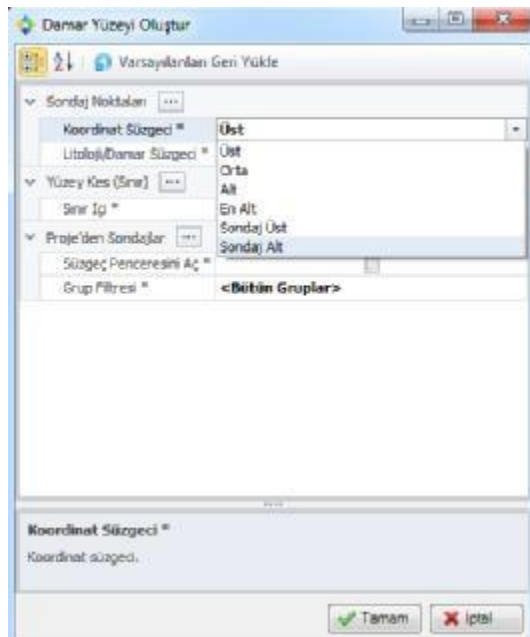 Damar Yüzeyi Oluştur
Varsayılanları Geri Yükle
Sondaj Noktaları ...
Koordinat Süzgeci * Üst
Litoloji/Damar Süzgeci * Üst
Orta
Alt
Yüzey Kes (Sınır) ...
Sınır İçi * En Alt
Sondaj Üst
Proje'den Sondajlar ...
Sondaj Alt
Süzgeç Penceresini Aç *
Grup Filtresi * <Bütün Gruplar>
Koordinat Süzgeci *
Koordinat süzgeci.
Tamam İptal